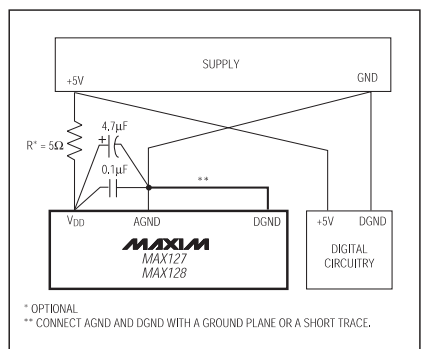 SUPPLY
+5V GND
4.7µF
+
R* = 5Ω
0.1µF
**
VDD AGND DGND
+5V DGND
MAXIM
MAX127
MAX128
DIGITAL
CIRCUITRY
* OPTIONAL
** CONNECT AGND AND DGND WITH A GROUND PLANE OR A SHORT TRACE.